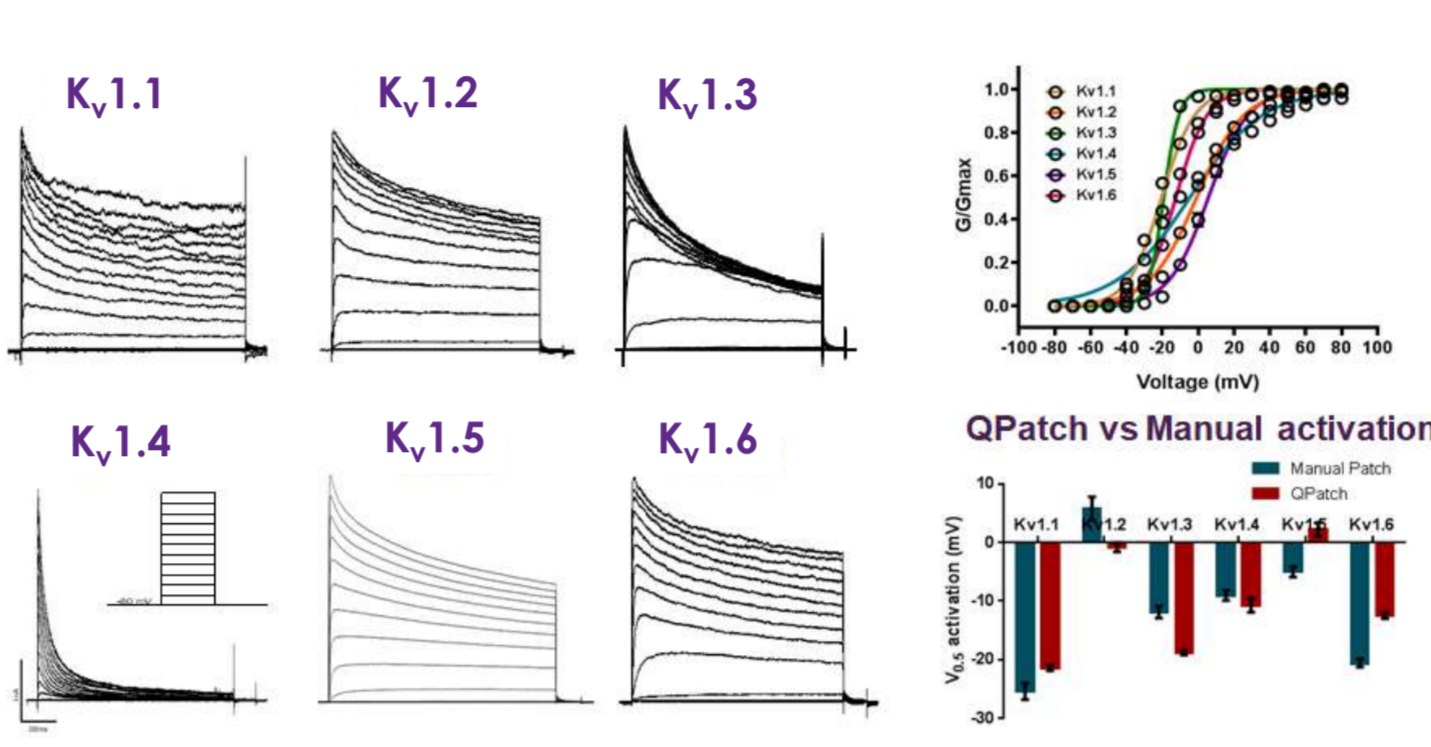 Kv1.1
Kv1.2
Kv1.3
Kv1.4
-80 mV
Kv1.5
Kv1.6
G/Gmax
1.0
0.8
0.6
0.4
0.2
0.0
Kv1.1
Kv1.2
Kv1.3
Kv1.4
Kv1.5
Kv1.6
-100 -80 -60 -40 -20 0 20 40 60 80 100
Voltage (mV)
QPatch vs Manual activation
Manual Patch
QPatch
V0.5 activation (mV)
10
0
-10
-20
-30
Kv1.1 Kv1.2 Kv1.3 Kv1.4 Kv1.5 Kv1.6